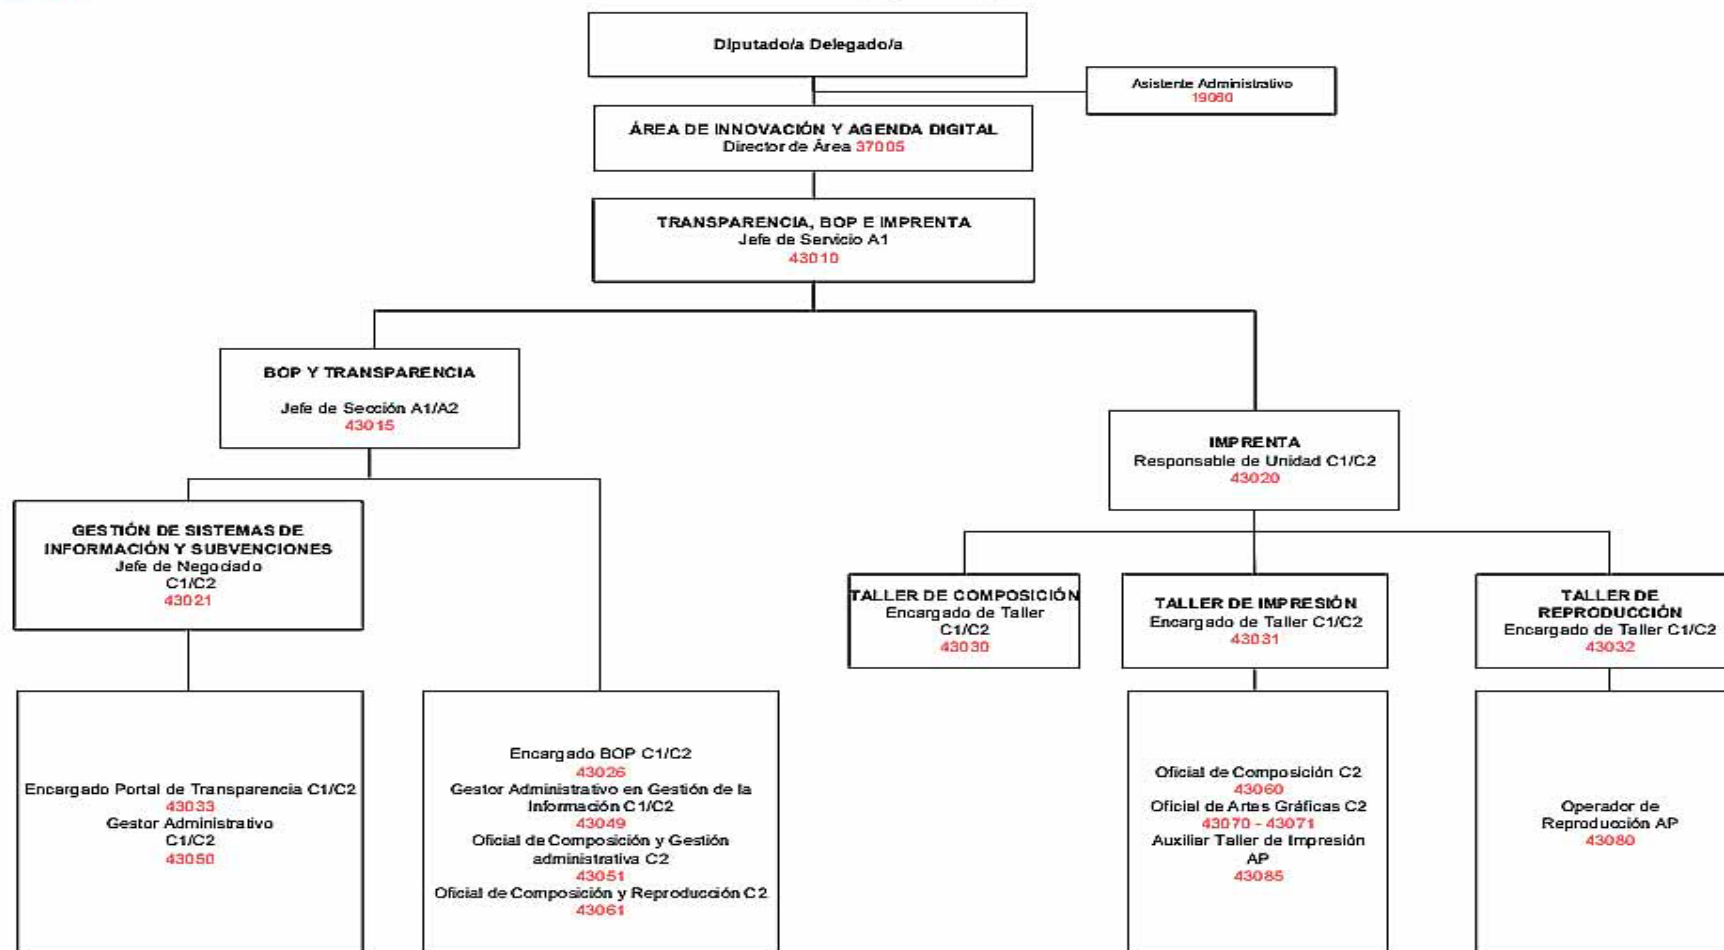 Diputado/a Delegado/a
Asistente Administrativo
19060
ÁREA DE INNOVACIÓN Y AGENDA DIGITAL
Director de Área 37005
TRANSPARENCIA, BOP E IMPRENTA
Jefe de Servicio A1
43010
BOP Y TRANSPARENCIA
Jefe de Sección A1/A2
43015
IMPRENTA
Responsable de Unidad C1/C2
43020
GESTIÓN DE SISTEMAS DE
INFORMACIÓN Y SUBVENCIONES
Jefe de Negociado
C1/C2
43021
TALLER DE COMPOSICIÓN
Encargado de Taller
C1/C2
43030
TALLER DE IMPRESIÓN
Encargado de Taller C1/C2
43031
TALLER DE
REPRODUCCIÓN
Encargado de Taller C1/C2
43032
Encargado Portal de Transparencia C1/C2
43033
Gestor Administrativo
C1/C2
43050
Encargado BOP C1/C2
43026
Gestor Administrativo en Gestión de la
Información C1/C2
43049
Oficial de Composición y Gestión
administrativa C2
43051
Oficial de Composición y Reproducción C2
43061
Oficial de Composición C2
43060
Oficial de Artes Gráficas C2
43070 - 43071
Auxiliar Taller de Impresión
AP
43085
Operador de
Reproducción AP
43080